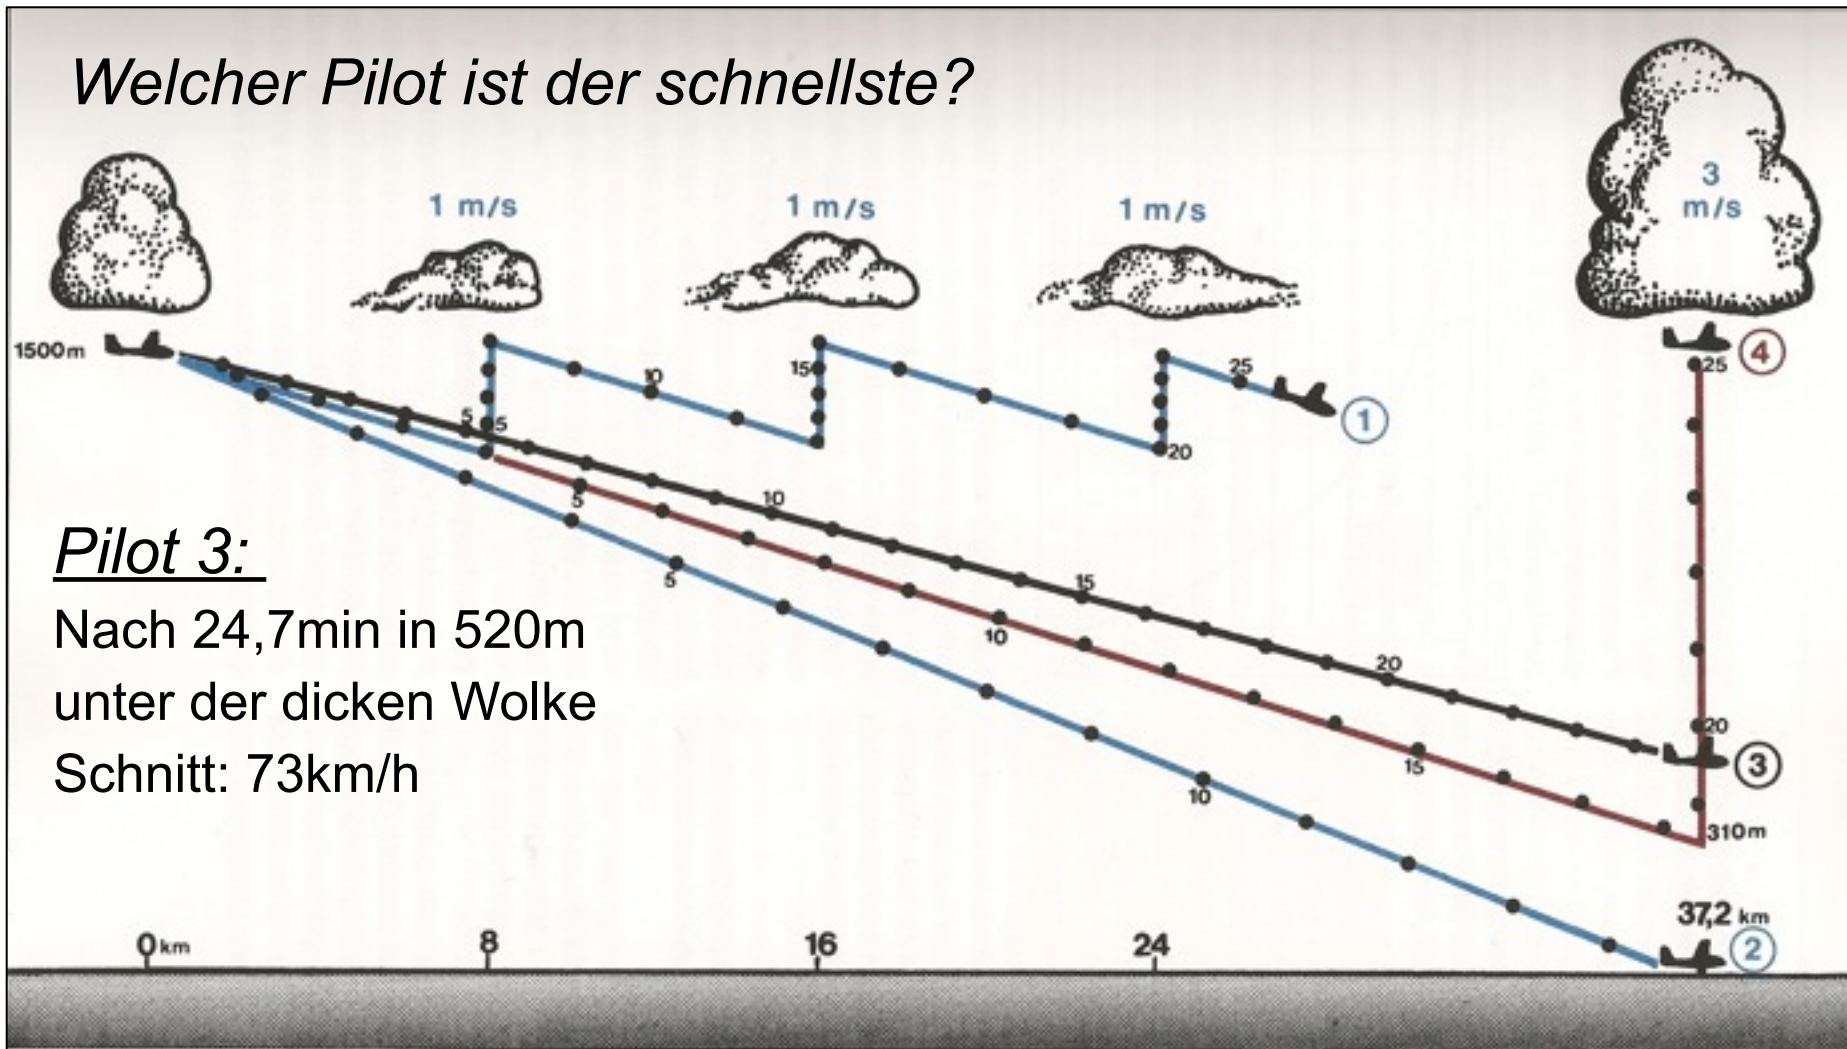 Welcher Pilot ist der schnellste?
1 m/s
1 m/s
1 m/s
3
m/s
1500m
4
25
10
15
25
1
5
5
20
5
10
Pilot 3:
Nach 24,7min in 520m
unter der dicken Wolke
Schnitt: 73km/h
5
15
10
20
20
3
15
10
310m
37,2 km
2
0 km
8
16
24